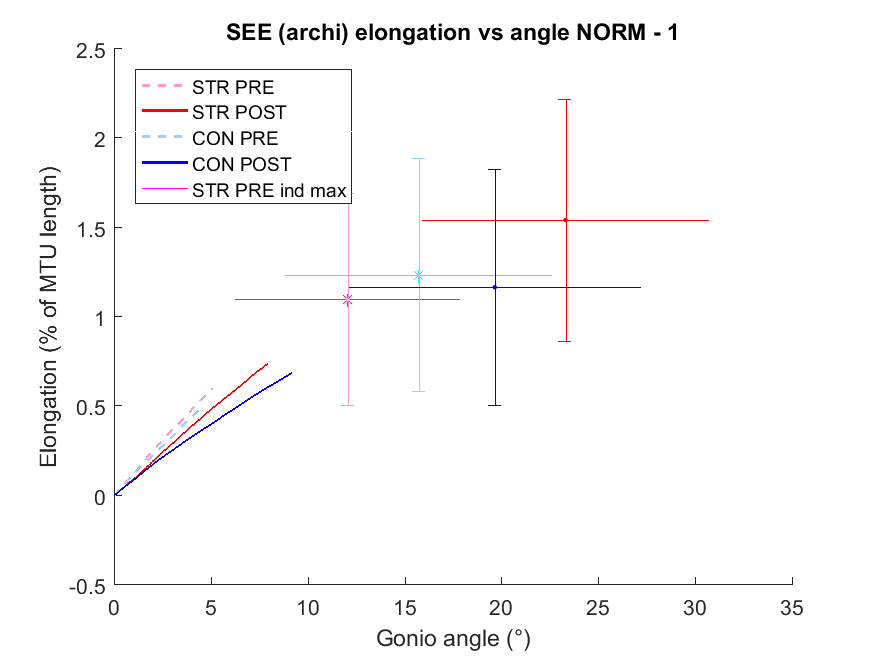 SEE (archi) elongation vs angle NORM - 1
2.5
2
1.5
1
0.5
0
-0.5
Elongation (% of MTU length)
STR PRE
STR POST
CON PRE
CON POST
STR PRE ind max
0 5 10 15 20 25 30 35
Gonio angle (°)